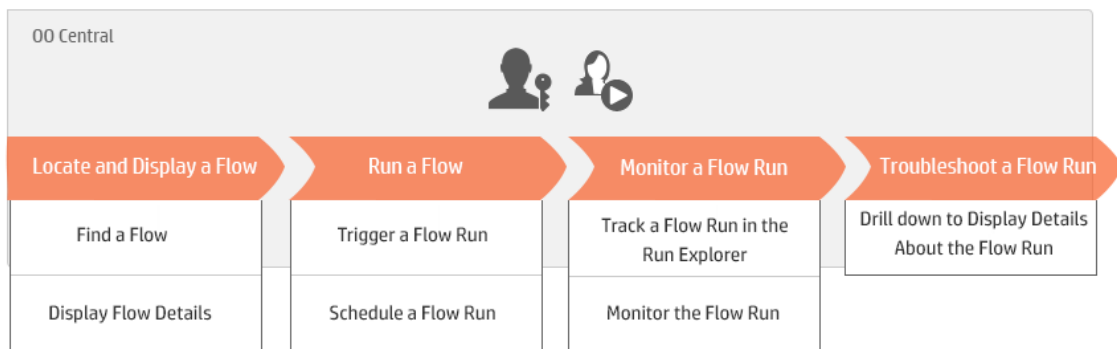 OO Central
Locate and Display a Flow
Run a Flow
Monitor a Flow Run
Troubleshoot a Flow Run
Find a Flow
Trigger a Flow Run
Track a Flow Run in the
Run Explorer
Drill down to Display Details
About the Flow Run
Display Flow Details
Schedule a Flow Run
Monitor the Flow Run